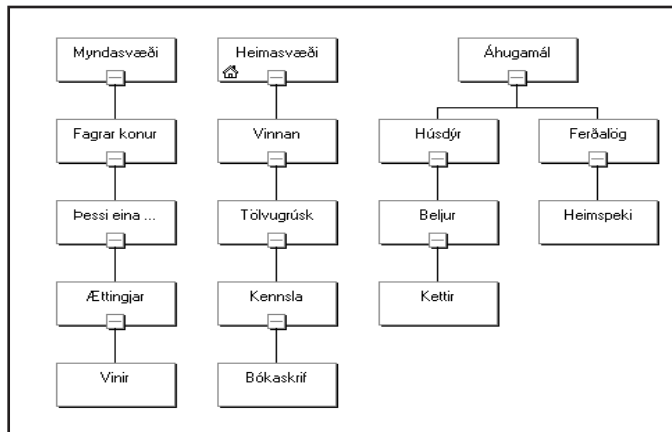 Myndasvæði
Heimasvæði
Áhugamál
Fagrar konur
Vinnan
Húsdýr
Ferðalög
Þessi eina ...
Tölvugrúsk
Beljur
Heimspeki
Ættingjar
Kennsla
Kettir
Vinir
Bókaskrif